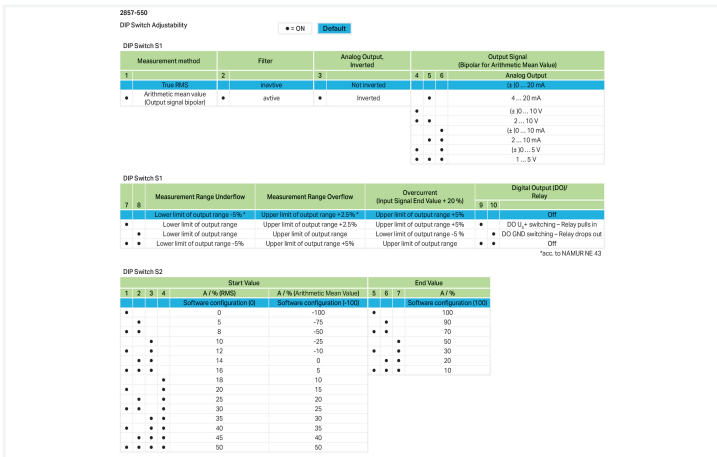 2857-550
DIP Switch Adjustability
● = ON Default
DIP Switch S1
Measurement method Filter Analog Output, Inverted Output Signal (Bipolar for Arithmetic Mean Value)
1 2 3 4 5 6 Analog Output
True RMS inavtive Not inverted (± )0 ... 20 mA
● Arithmetic mean value (Output signal bipolar) ● avtive ● Inverted ● 4 ... 20 mA
● (± )0 ... 10 V
● ● 2 ... 10 V
● (± )0 ... 10 mA
● ● 2 ... 10 mA
● ● (± )0 ... 5 V
● ● ● 1 ... 5 V
DIP Switch S1
7 8 Measurement Range Underflow Measurement Range Overflow Overcurrent (Input Signal End Value + 20 %) 9 10 Digital Output (DO)/ Relay
Lower limit of output range -5% * Upper limit of output range +2.5% * Upper limit of output range +5% Off
● Lower limit of output range Upper limit of output range +2.5% Upper limit of output range +5% ● DO Uᵥ+ switching – Relay pulls in
● Lower limit of output range Upper limit of output range Lower limit of output range -5 % ● DO GND switching – Relay drops out
● ● Lower limit of output range -5% Upper limit of output range +5% Upper limit of output range +5% ● ● Off
*acc. to NAMUR NE 43
DIP Switch S2
Start Value End Value
1 2 3 4 A / % (RMS) A / % (Arithmetic Mean Value) 5 6 7 A / %
Software configuration (0) Software configuration (-100) Software configuration (100)
● 0 -100 ● 100
● 5 -75 ● 90
● ● 8 -50 ● ● 70
● 10 -25 ● 50
● ● 12 -10 ● ● 30
● ● 14 0 ● ● 20
● ● ● 16 5 ● ● ● 10
● 18 10
● ● 20 15
● ● 25 20
● ● ● 30 25
● ● 35 30
● ● ● 40 35
● ● ● 45 40
● ● ● ● 50 50